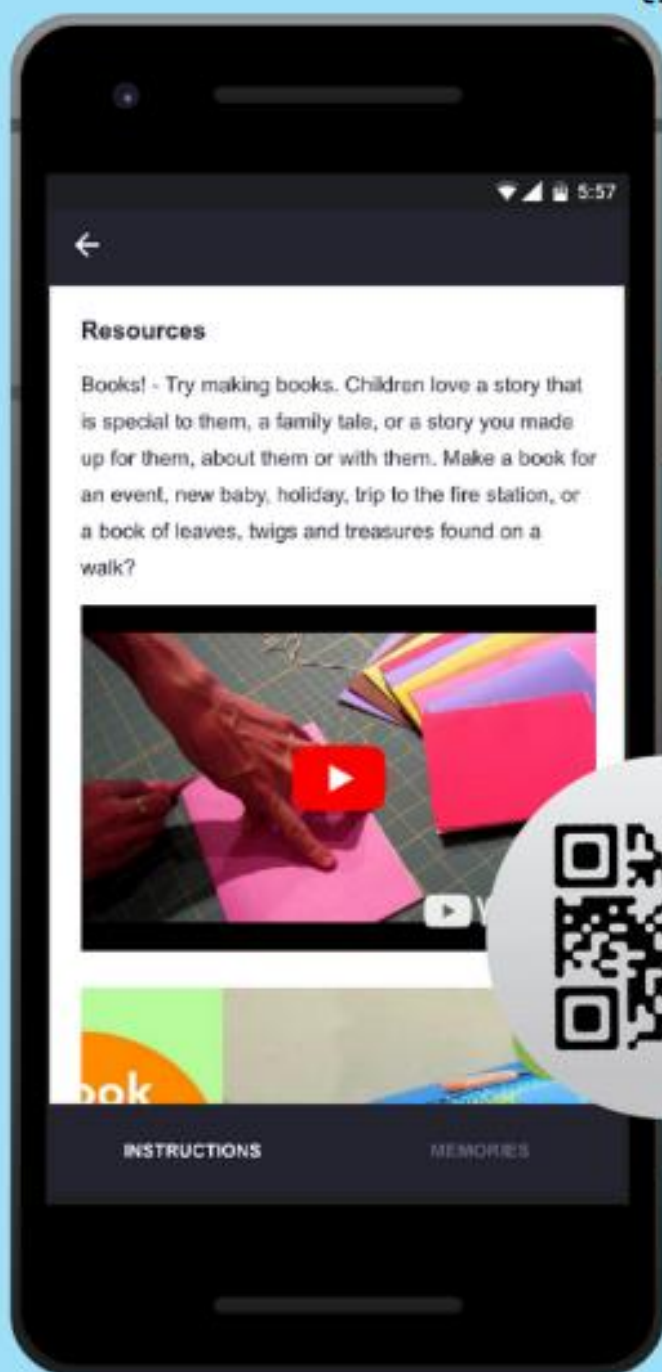 5:57
Resources
Books! - Try making books. Children love a story that
is special to them, a family tale, or a story you made
up for them, about them or with them. Make a book for
an event, new baby, holiday, trip to the fire station, or
a book of leaves, twigs and treasures found on a
walk?
ook
INSTRUCTIONS MEMORIES